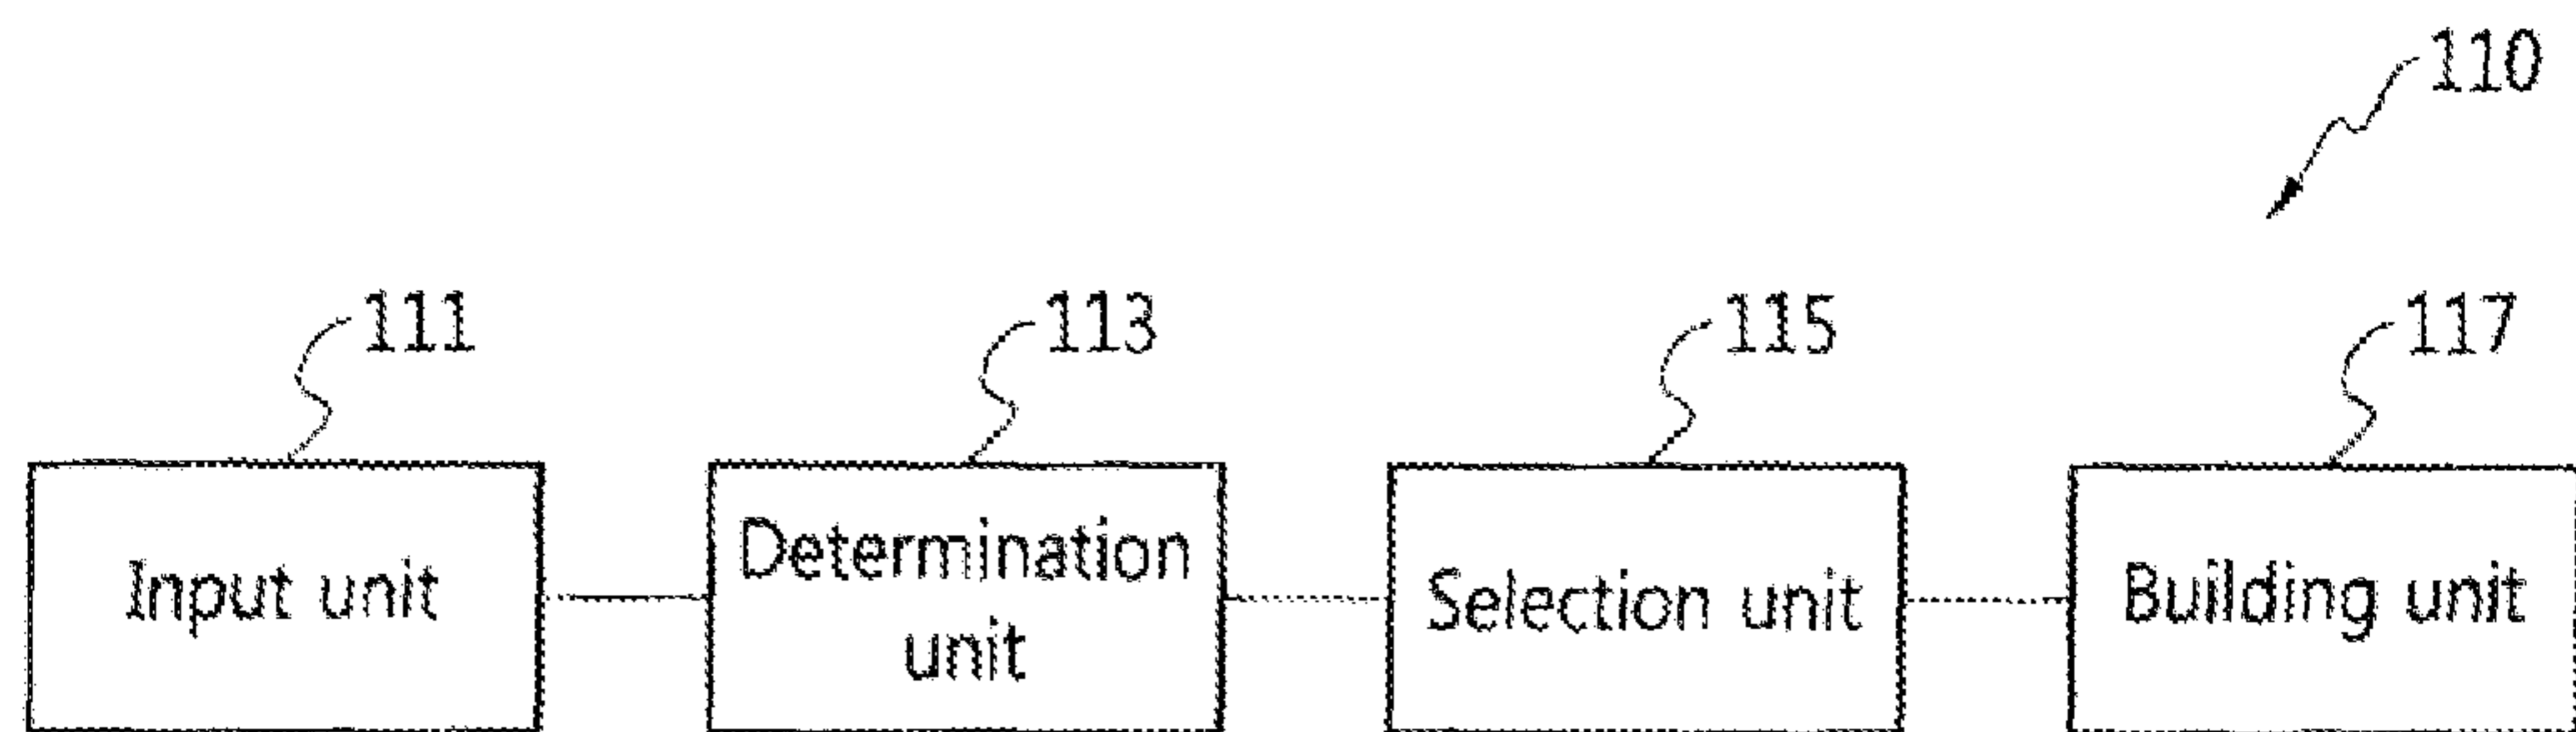 110
111
113
115
117
Input unit
Determination
unit
Selection unit
Building unit